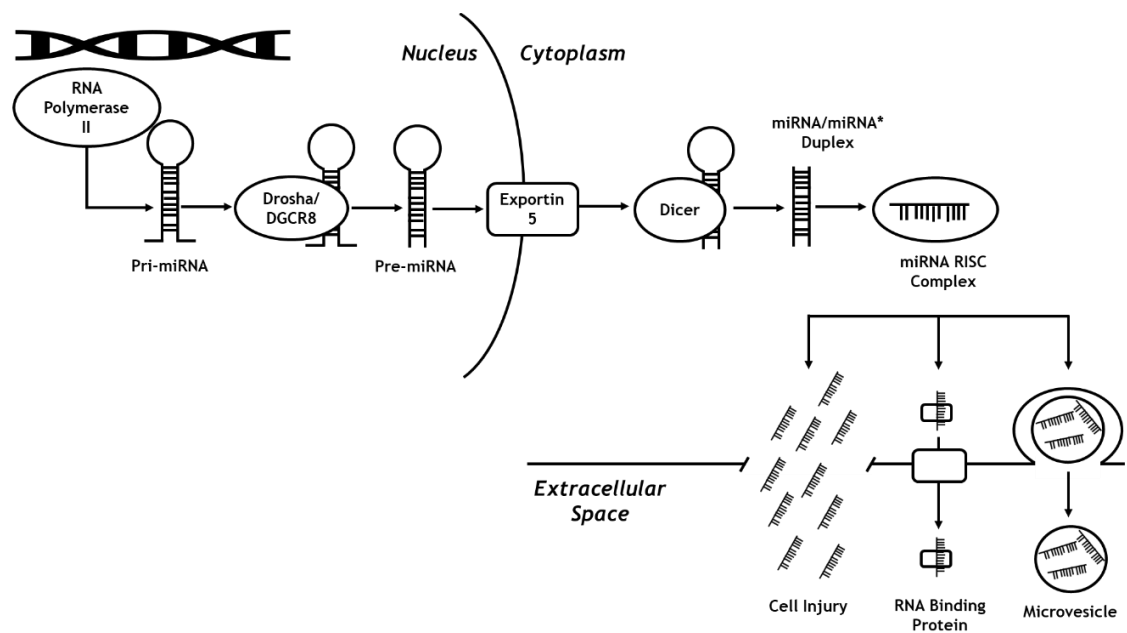 Nucleus
Cytoplasm
RNA
Polymerase
II
miRNA/miRNA*
Duplex
Drosha/
DGCR8
Exportin
5
Dicer
Pri-miRNA
Pre-miRNA
miRNA RISC
Complex
Extracellular
Space
Cell Injury
RNA Binding
Protein
Microvesicle